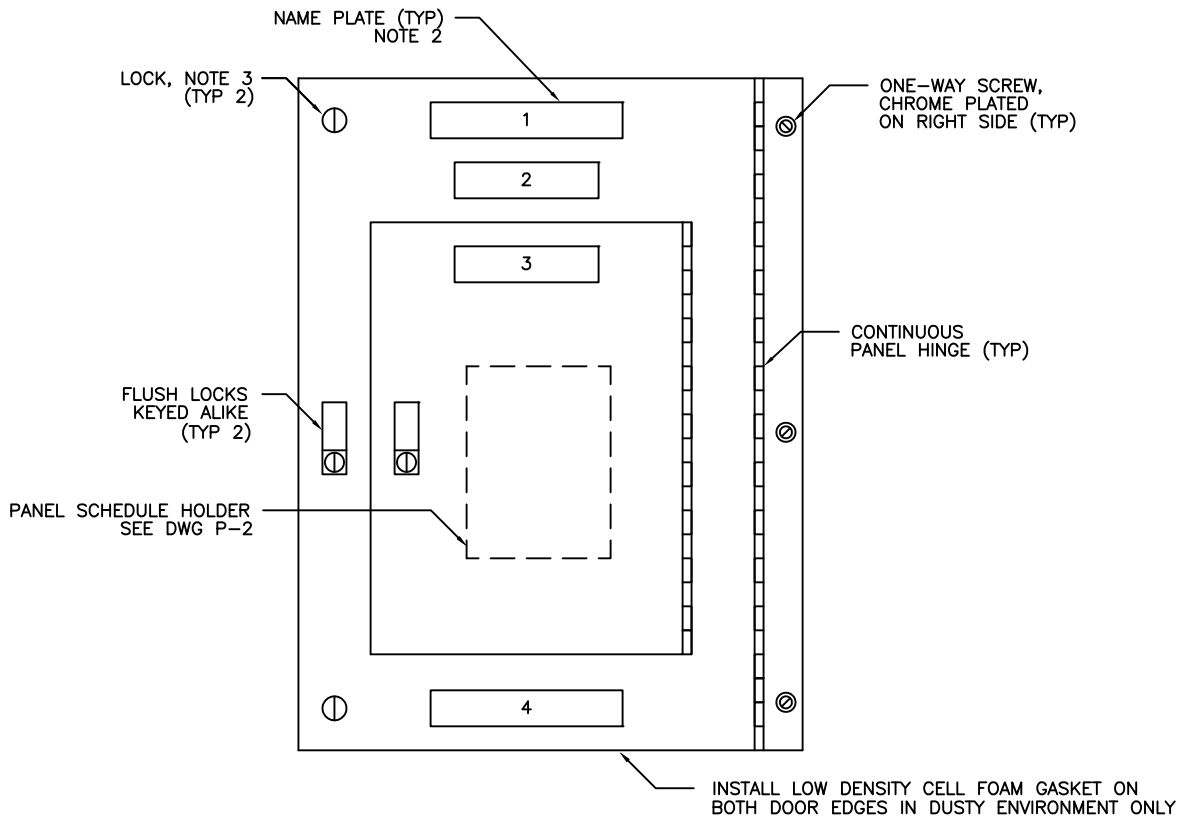 NAME PLATE (TYP)
NOTE 2
LOCK, NOTE 3
(TYP 2)
ONE-WAY SCREW,
CHROME PLATED
ON RIGHT SIDE (TYP)
1
2
3
CONTINUOUS
PANEL HINGE (TYP)
FLUSH LOCKS
KEYED ALIKE
(TYP 2)
PANEL SCHEDULE HOLDER
SEE DWG P-2
4
INSTALL LOW DENSITY CELL FOAM GASKET ON
BOTH DOOR EDGES IN DUSTY ENVIRONMENT ONLY